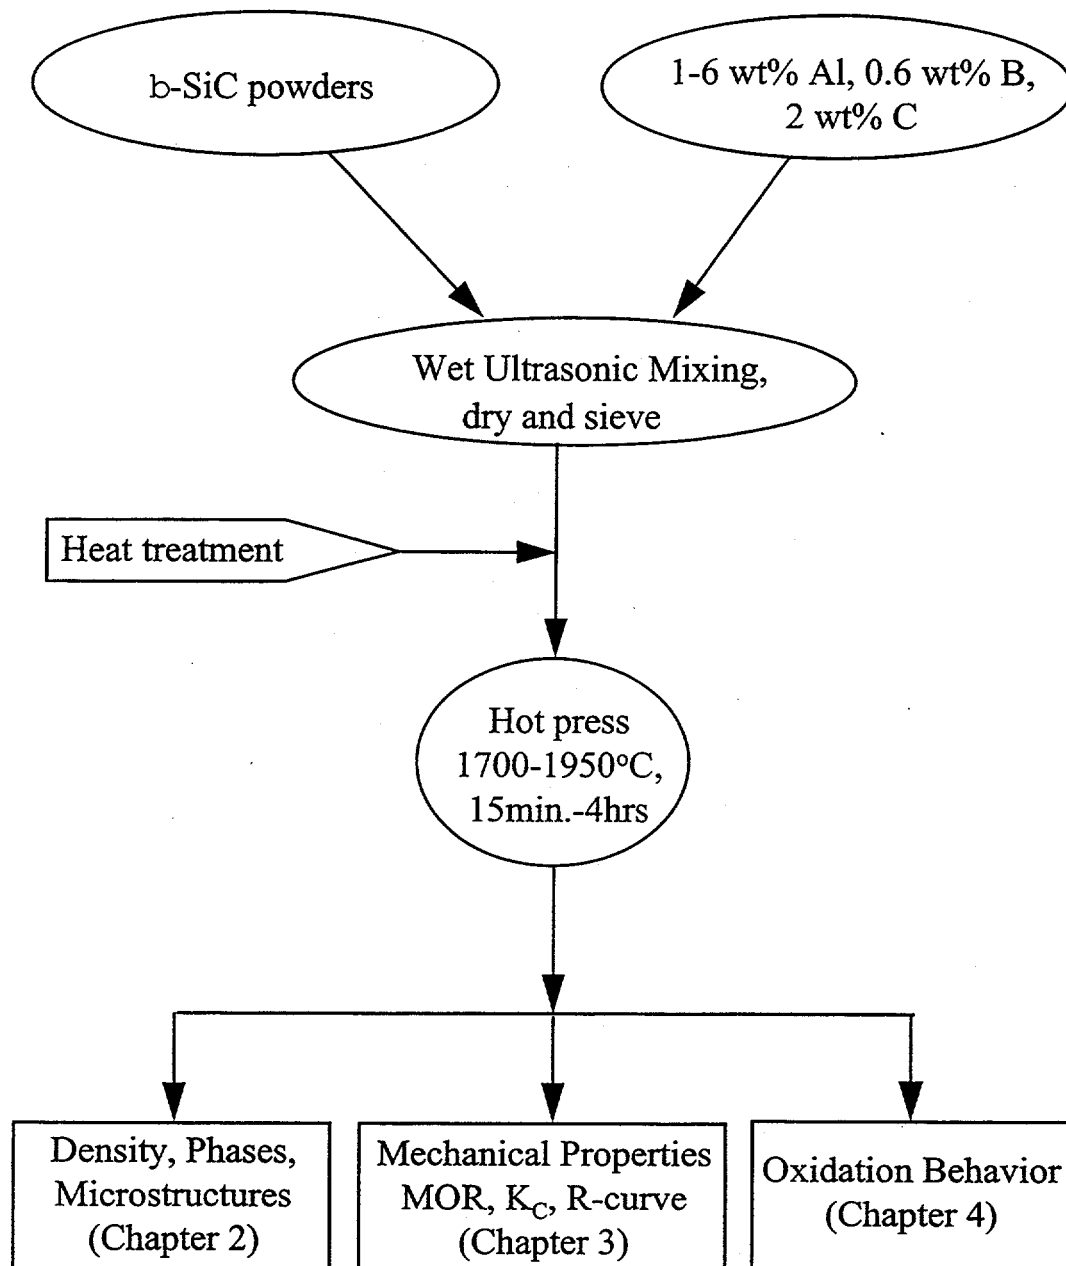 b-SiC powders
1-6 wt% Al, 0.6 wt% B,
2 wt% C
Wet Ultrasonic Mixing,
dry and sieve
Heat treatment
Hot press
1700-1950°C,
15min.-4hrs
Density, Phases,
Microstructures
(Chapter 2)
Mechanical Properties
MOR, K_C, R-curve
(Chapter 3)
Oxidation Behavior
(Chapter 4)